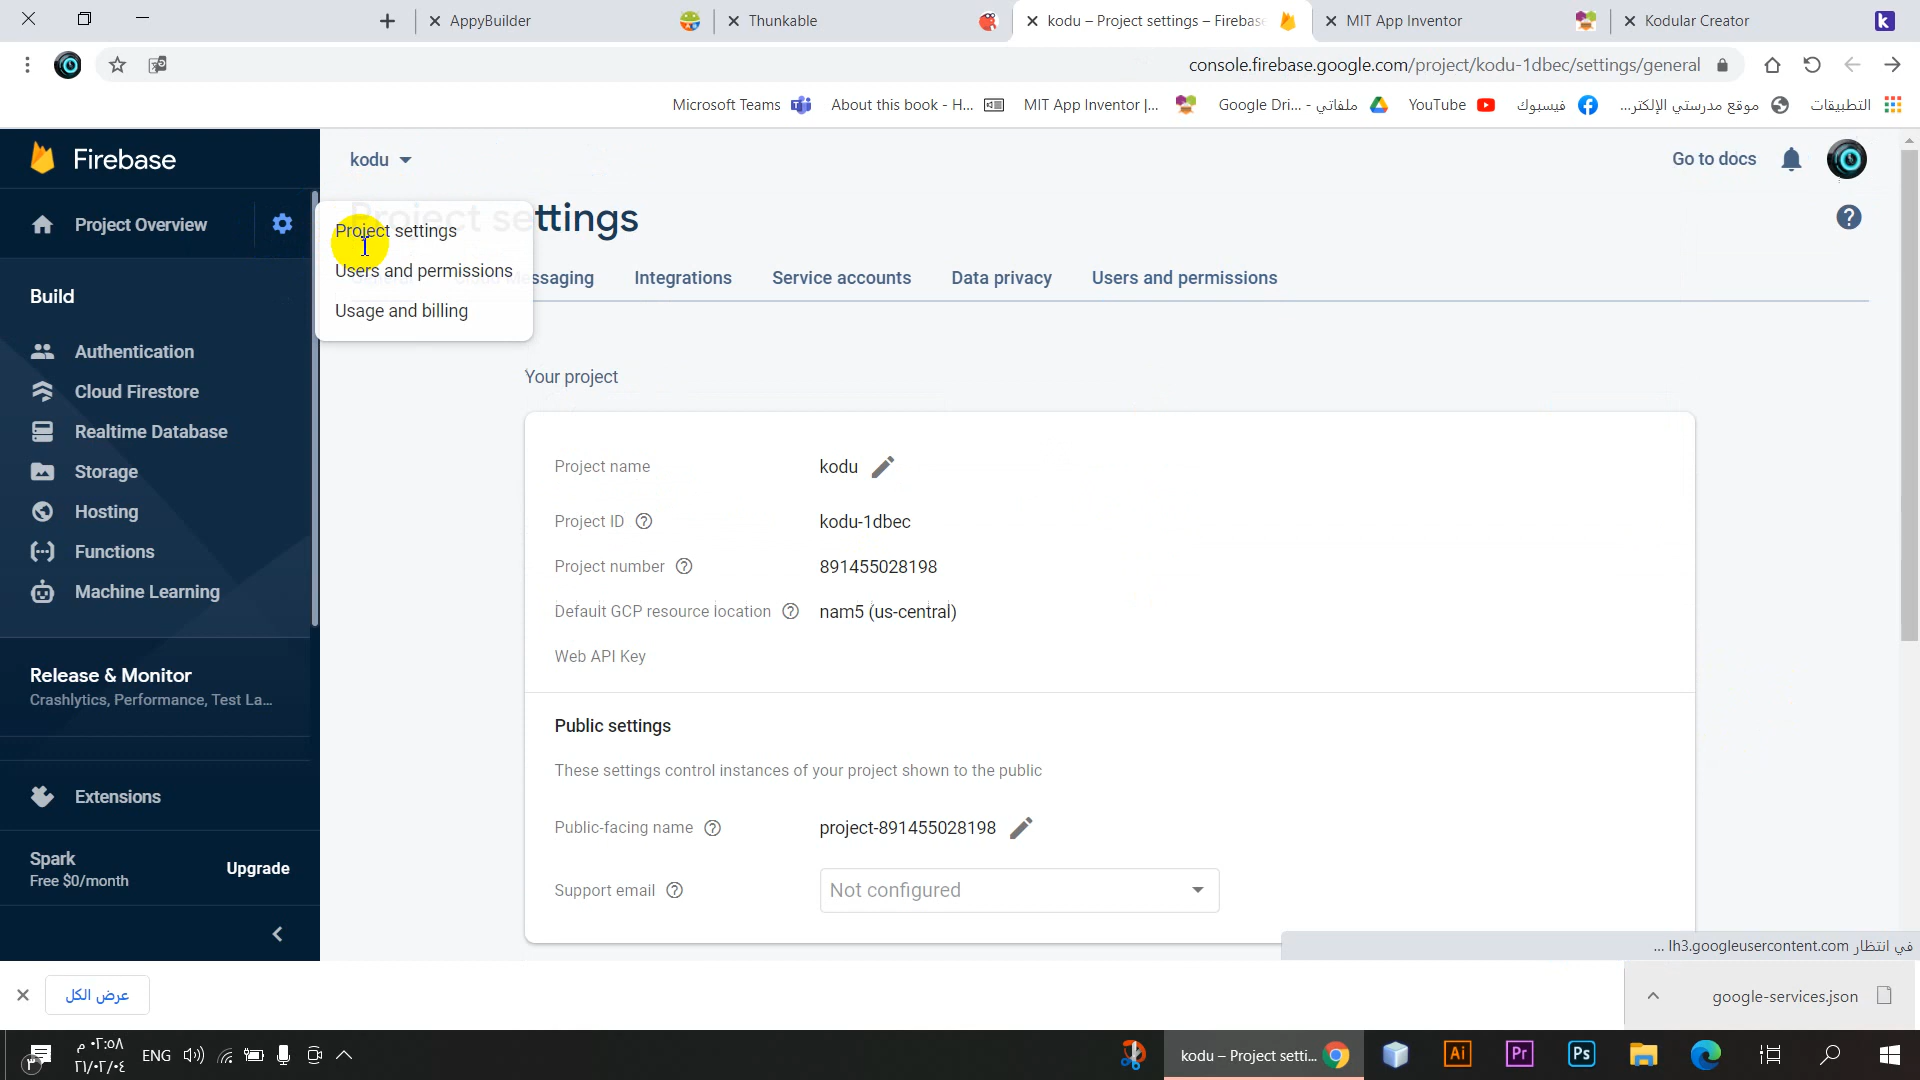 AppyBuilder
Thunkable
kodu – Project settings – Firebase
MIT App Inventor
Kodular Creator
console.firebase.google.com/project/kodu-1dbec/settings/general
Microsoft Teams
About this book - H...
MIT App Inventor |...
ملفاتي - Google Dri...
YouTube
فيسبوك
موقع مدرستي الإلكتر...
التطبيقات
Firebase
kodu
Go to docs
Project Overview
Project settings
Project settings
Users and permissions
Usage and billing
Integrations
Service accounts
Data privacy
Users and permissions
Build
Authentication
Cloud Firestore
Realtime Database
Storage
Hosting
Functions
Machine Learning
Release & Monitor
Crashlytics, Performance, Test La...
Extensions
Spark
Free $0/month
Upgrade
Your project
Project name
kodu
Project ID
kodu-1dbec
Project number
891455028198
Default GCP resource location
nam5 (us-central)
Web API Key
Public settings
These settings control instances of your project shown to the public
Public-facing name
project-891455028198
Support email
Not configured
في انتظار lh3.googleusercontent.com ...
عرض الكل
google-services.json
٠٢:٥٨ م
٢١/٠٢/٠٤
ENG
kodu – Project setti...
Ai
Pr
Ps